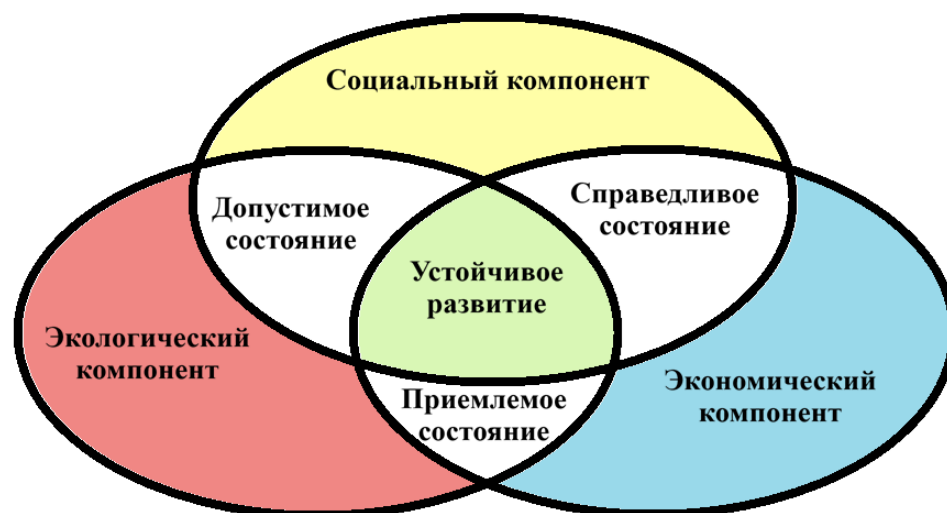 Социальный компонент
Допустимое
состояние
Справедливое
состояние
Устойчивое
развитие
Экологический
компонент
Экономический
компонент
Приемлемое
состояние